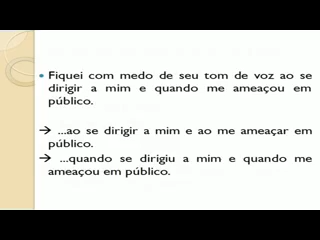 • Fiquei com medo de seu tom de voz ao se
dirigir a mim e quando me ameaçou em
público.
→ ...ao se dirigir a mim e ao me ameaçar em
público.
→ ...quando se dirigiu a mim e quando me
ameaçou em público.